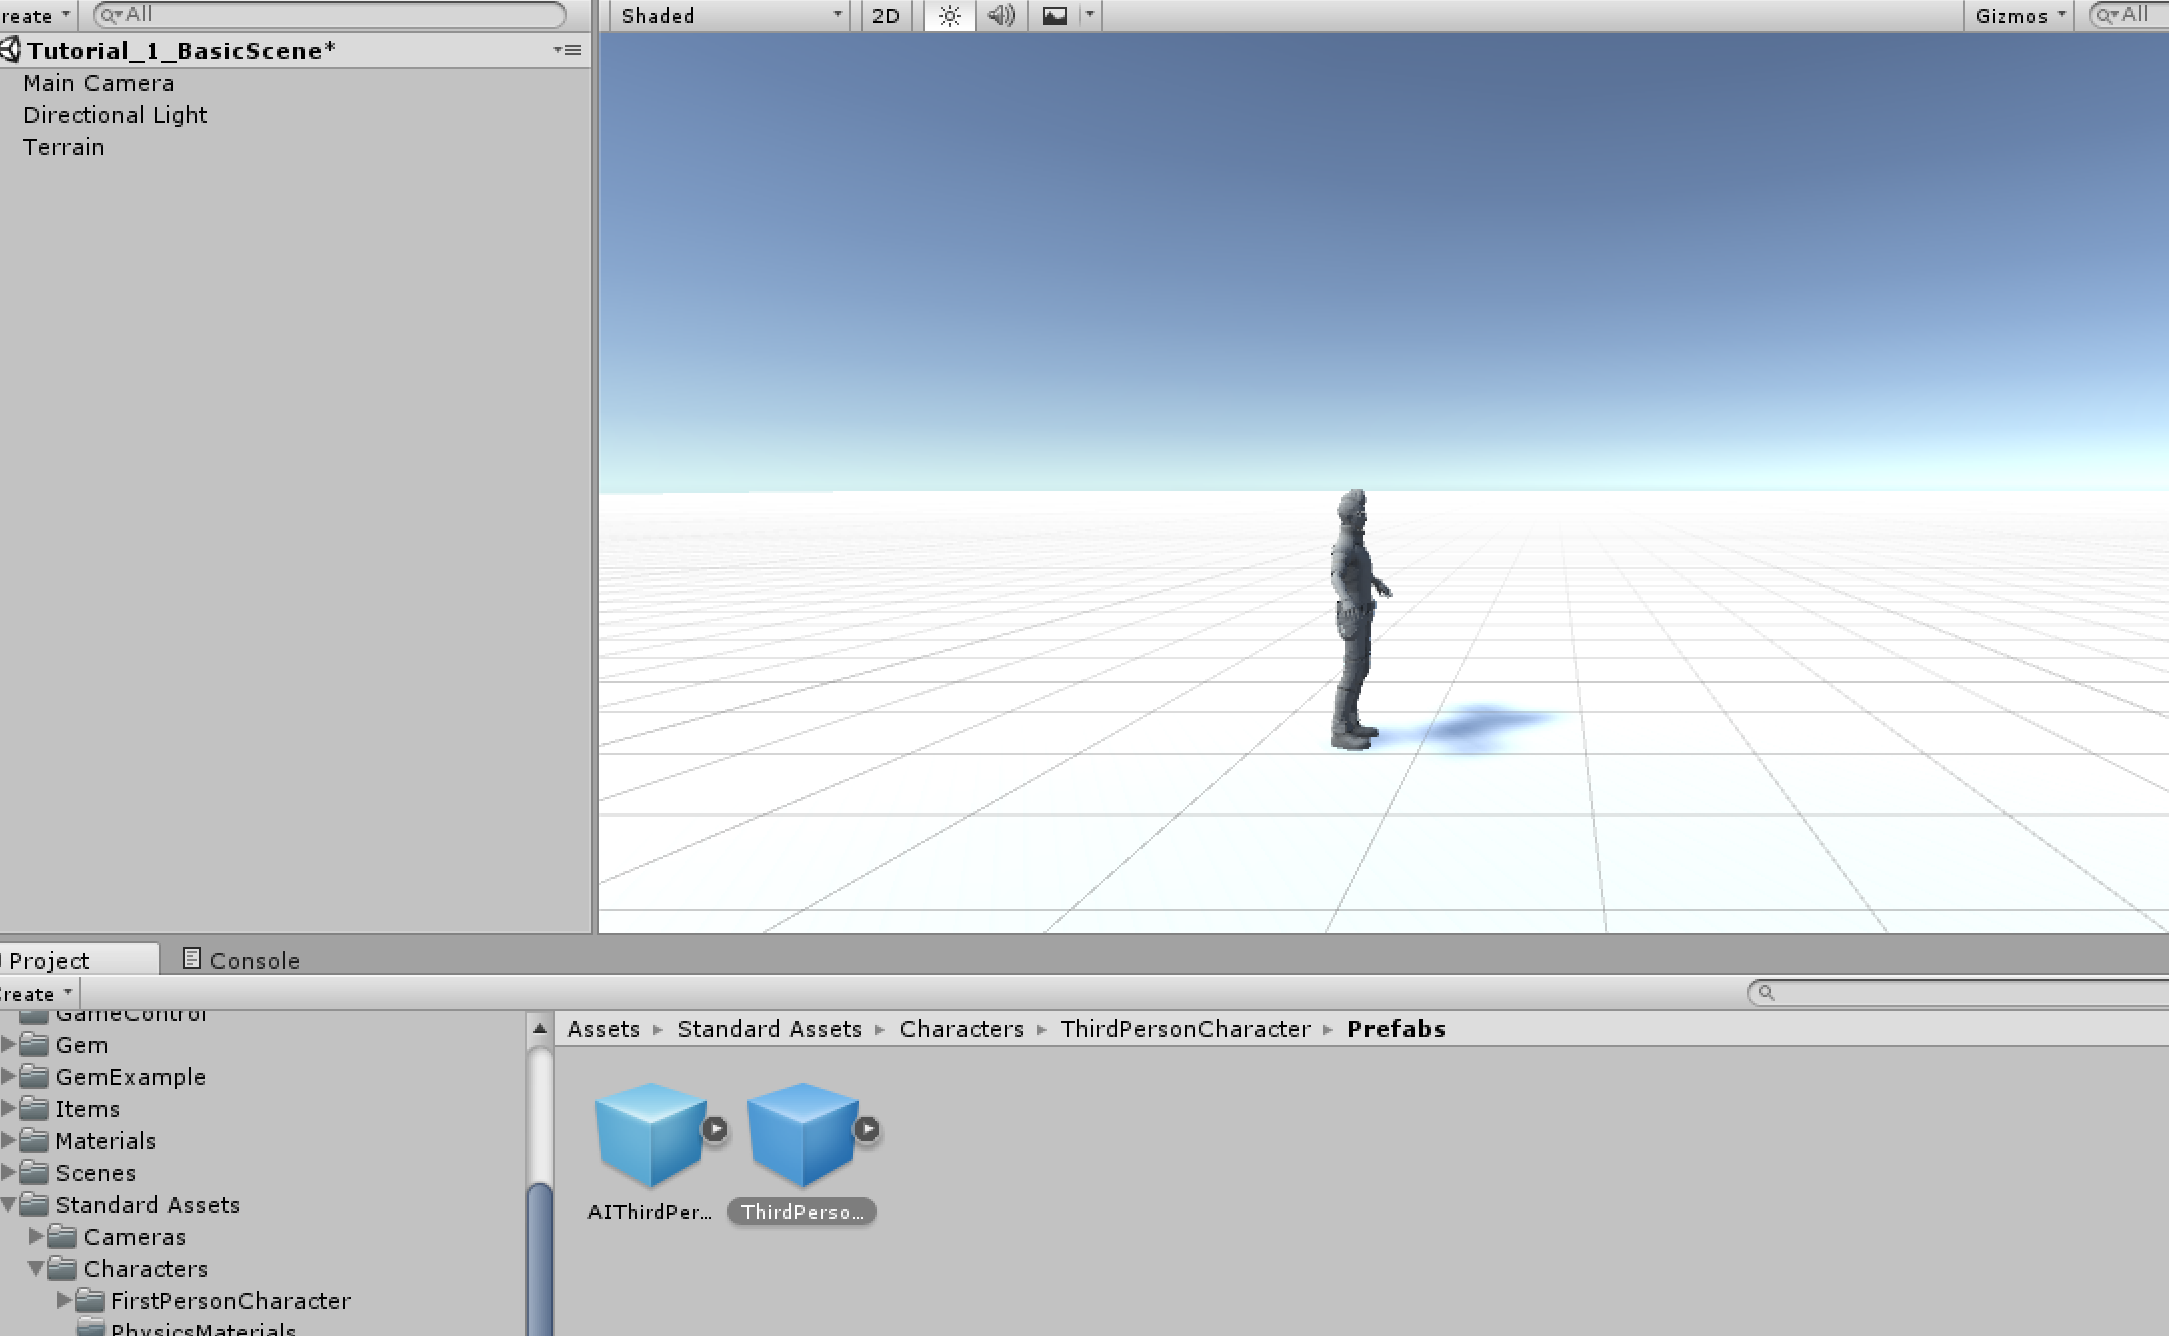 reate All Shaded 2D Gizmos All
Tutorial_1_BasicScene*
Main Camera
Directional Light
Terrain
Project Console
reate
GameControl
Assets Standard Assets Characters ThirdPersonCharacter Prefabs
Gem
GemExample
Items
Materials
Scenes
Standard Assets
Cameras
Characters
FirstPersonCharacter
PhysicsMaterials
AIThirdPer... ThirdPerso...